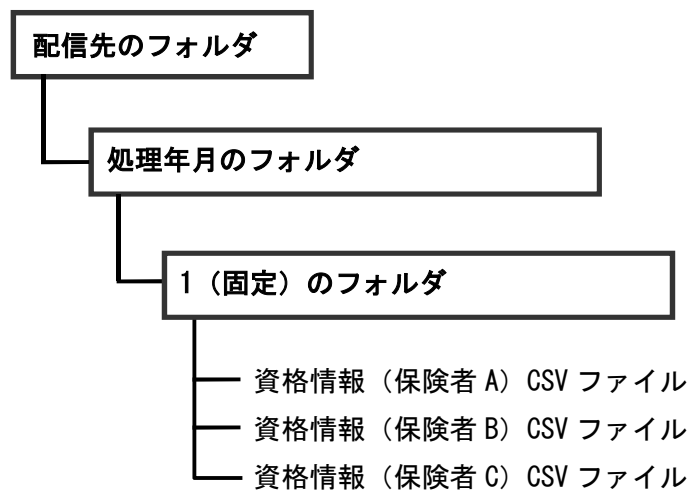 配信先のフォルダ
処理年月のフォルダ
1（固定）のフォルダ
資格情報（保険者 A）CSV ファイル
資格情報（保険者 B）CSV ファイル
資格情報（保険者 C）CSV ファイル